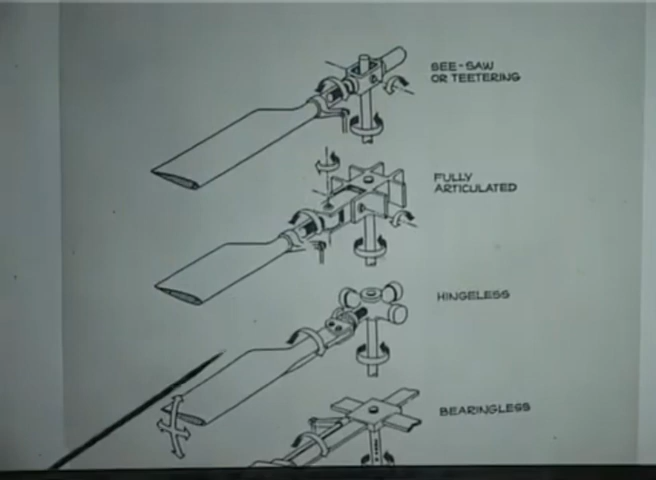 SEE-SAW
OR TEETERING
FULLY
ARTICULATED
HINGELESS
BEARINGLESS